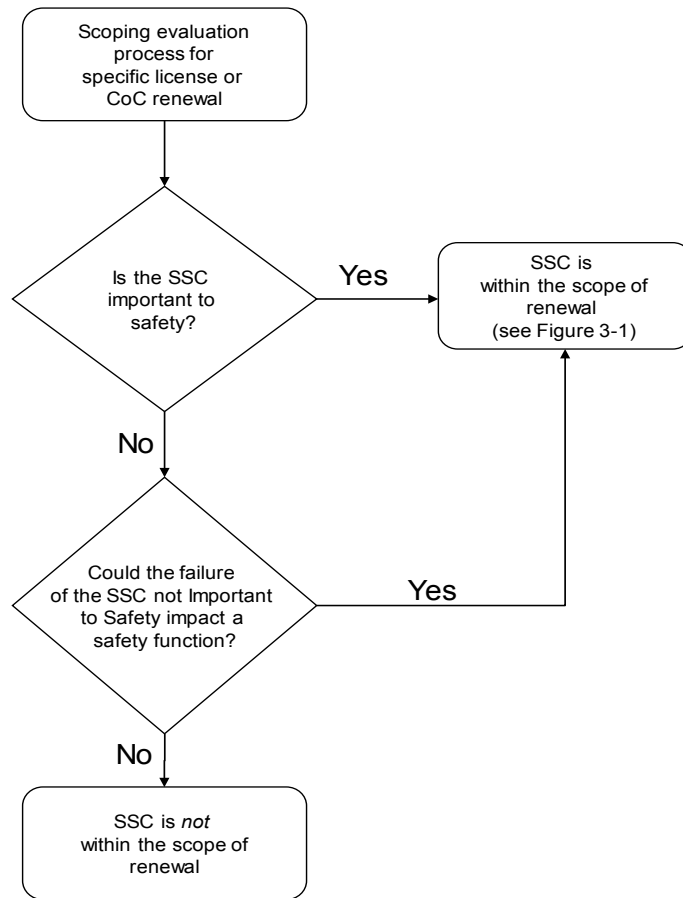 Scoping evaluation
process for
specific license or
CoC renewal
Is the SSC
important to
safety?
Yes
SSC is
within the scope of
renewal
(see Figure 3-1)
No
Could the failure
of the SSC not Important
to Safety impact a
safety function?
Yes
No
SSC is not
within the scope of
renewal